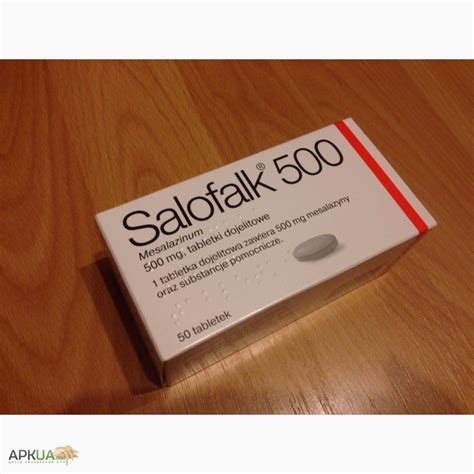 Salofalk® 500
Mesalazinum
500 mg, tabletki dojelitowe
1 tabletka dojelitowa zawiera 500 mg mesalazyny
oraz substancje pomocnicze.
50 tabletek
APKUA